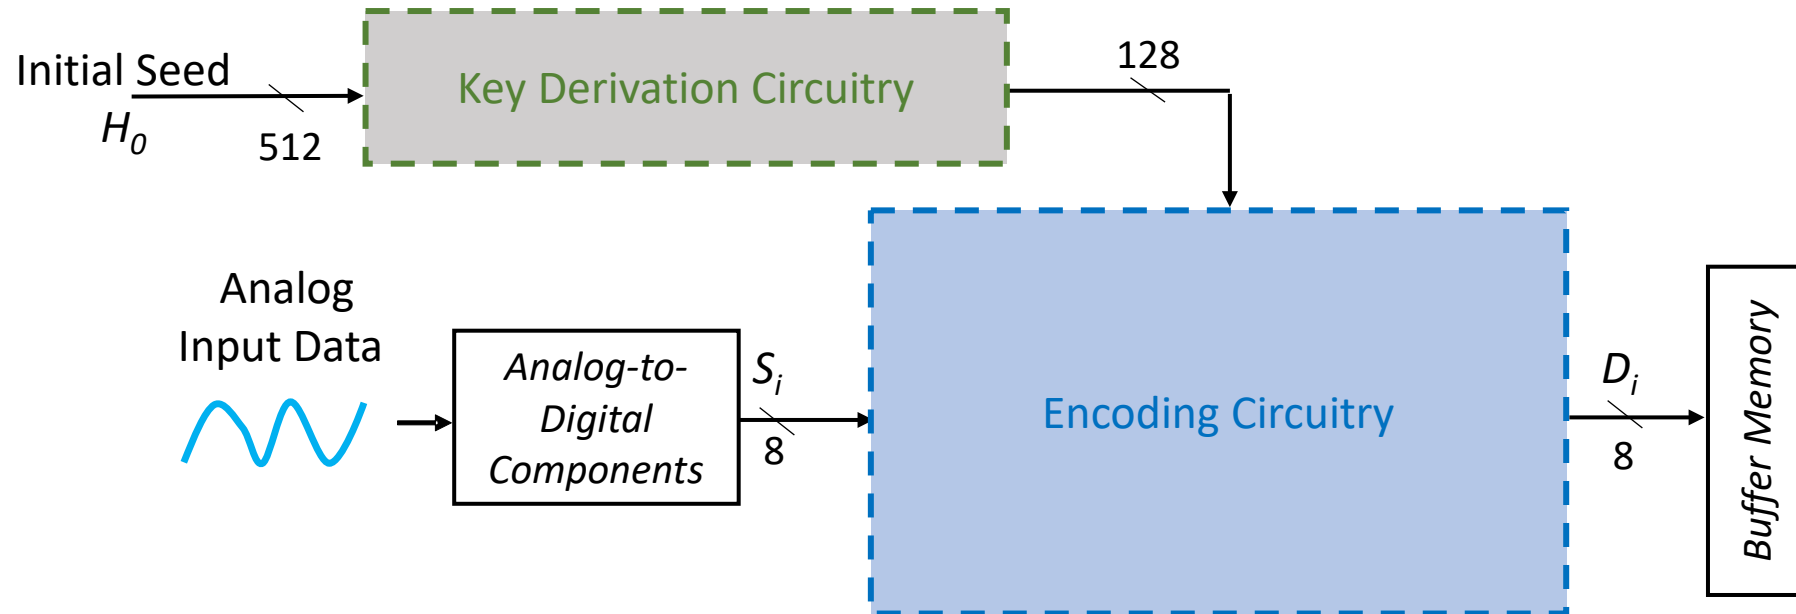 Initial Seed
H0
512
Key Derivation Circuitry
128
Analog
Input Data
Analog-to-
Digital
Components
Si
8
Encoding Circuitry
Di
8
Buffer Memory